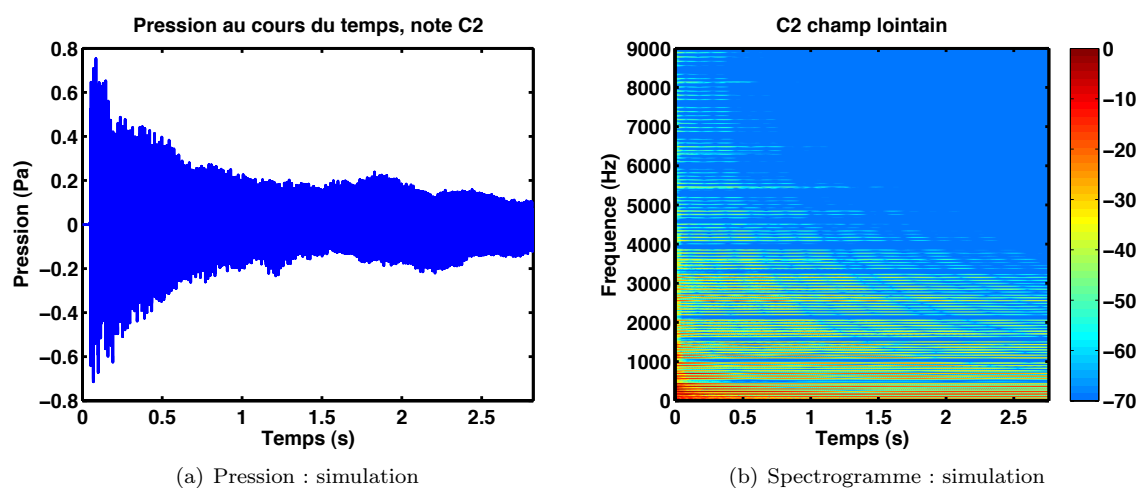 Pression au cours du temps, note C2
0.8
0.6
0.4
0.2
0
−0.2
−0.4
−0.6
−0.8
Pression (Pa)
0 0.5 1 1.5 2 2.5
Temps (s)
(a) Pression : simulation
C2 champ lointain
9000
8000
7000
6000
5000
4000
3000
2000
1000
0
Frequence (Hz)
0 0.5 1 1.5 2 2.5
Temps (s)
0
−10
−20
−30
−40
−50
−60
−70
(b) Spectrogramme : simulation